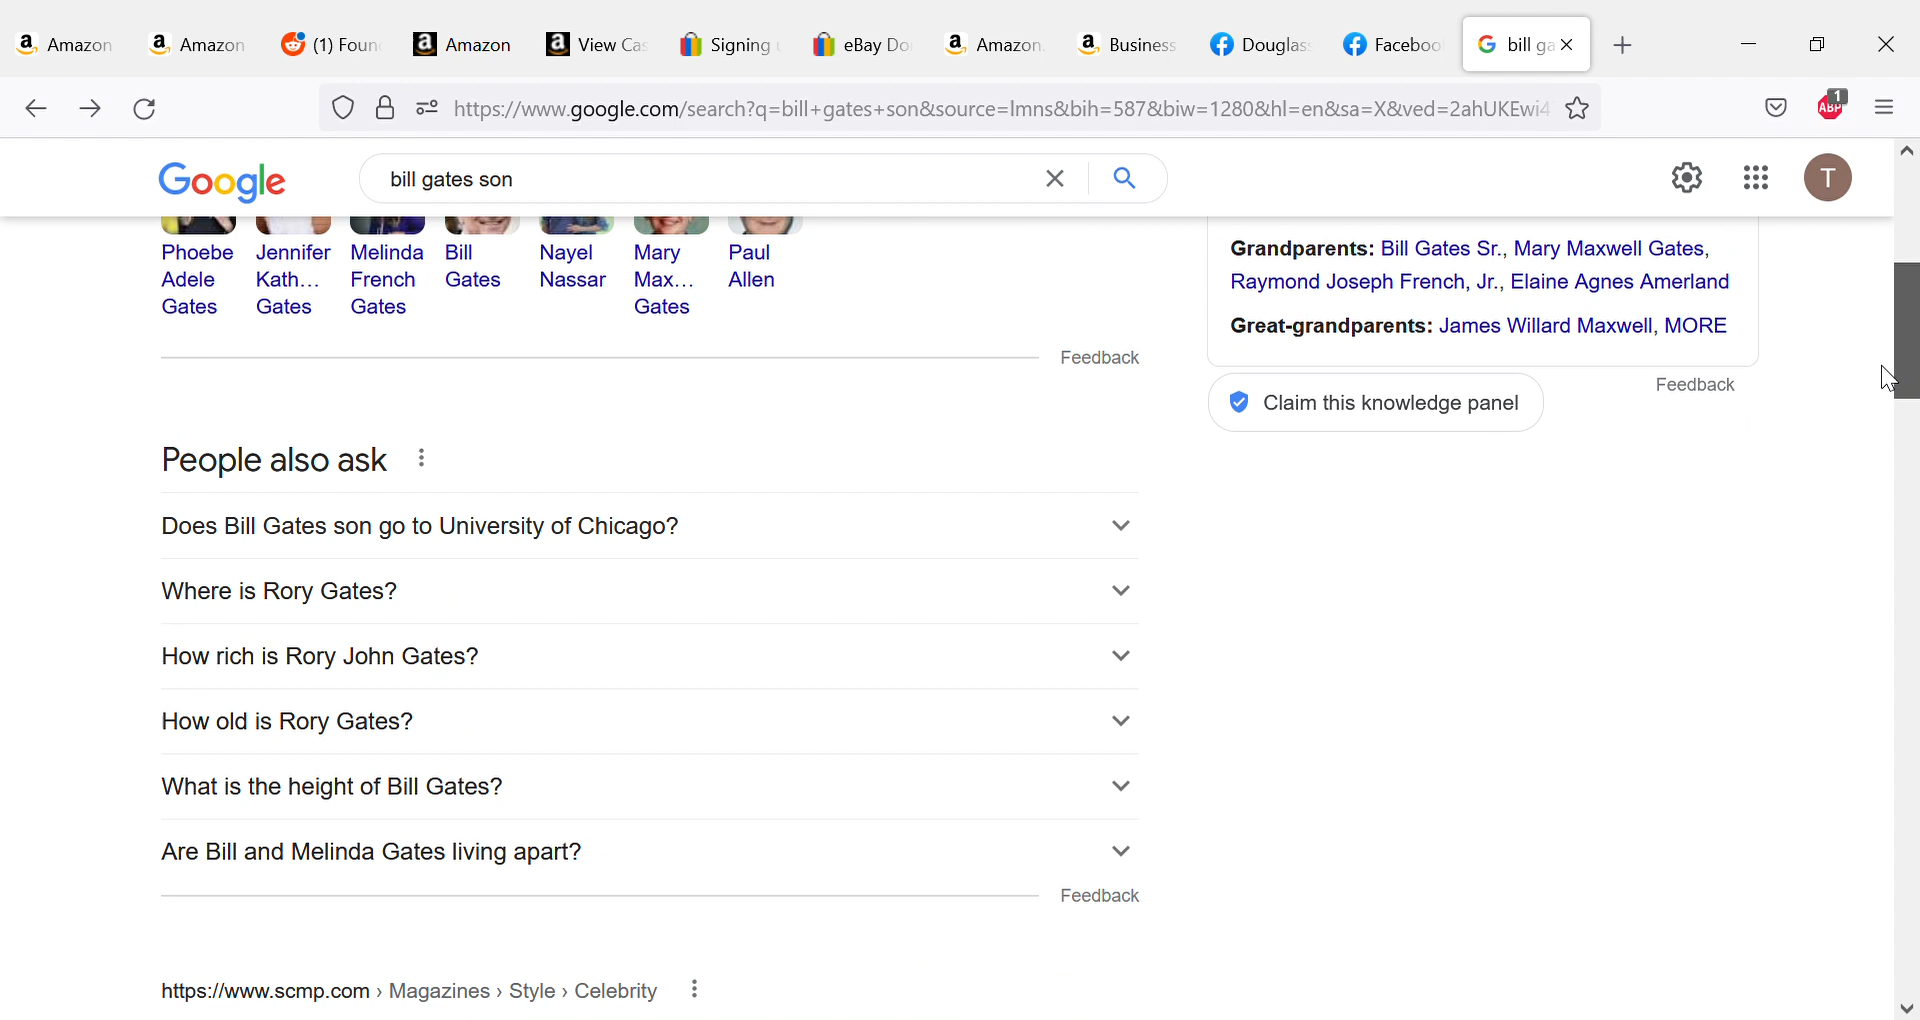 Amazon Amazon (1) Foun Amazon View Cas Signing eBay Do Amazon. Business Douglas Faceboo bill ga
https://www.google.com/search?q=bill+gates+son&source=lmns&bih=587&biw=1280&hl=en&sa=X&ved=2ahUKEwi4
ABP 1
Google
bill gates son
T
Phoebe Adele Gates
Jennifer Kath... Gates
Melinda French Gates
Bill Gates
Nayel Nassar
Mary Max... Gates
Paul Allen
Feedback
Grandparents: Bill Gates Sr., Mary Maxwell Gates,
Raymond Joseph French, Jr., Elaine Agnes Amerland
Great-grandparents: James Willard Maxwell, MORE
Feedback
Claim this knowledge panel
People also ask
Does Bill Gates son go to University of Chicago?
Where is Rory Gates?
How rich is Rory John Gates?
How old is Rory Gates?
What is the height of Bill Gates?
Are Bill and Melinda Gates living apart?
Feedback
https://www.scmp.com › Magazines › Style › Celebrity